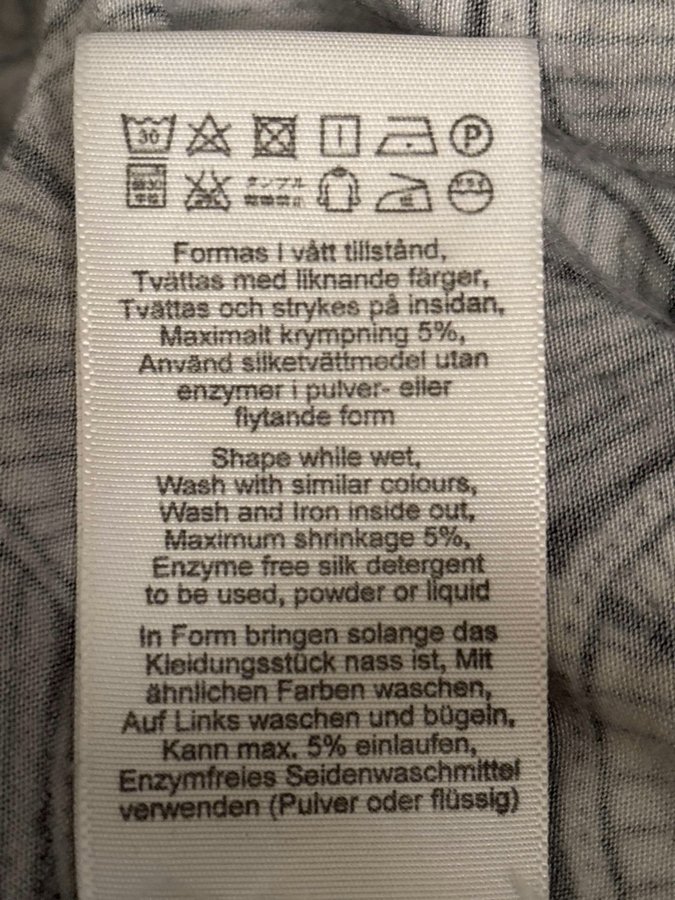 30 P
タンブル
Formas I vått tillstånd,
Tvättas med liknande färger,
Tvättas och strykes på insidan,
Maximalt krympning 5%,
Använd silketvättmedel utan
enzymer i pulver- eller
flytande form
Shape while wet,
Wash with similar colours,
Wash and Iron inside out,
Maximum shrinkage 5%,
Enzyme free silk detergent
to be used, powder or liquid
In Form bringen solange das
Kleidungsstück nass ist, Mit
ähnlichen Farben waschen,
Auf Links waschen und bügeln,
Kann max. 5% einlaufen,
Enzymfreies Seidenwaschmittel
verwenden (Pulver oder flüssig)